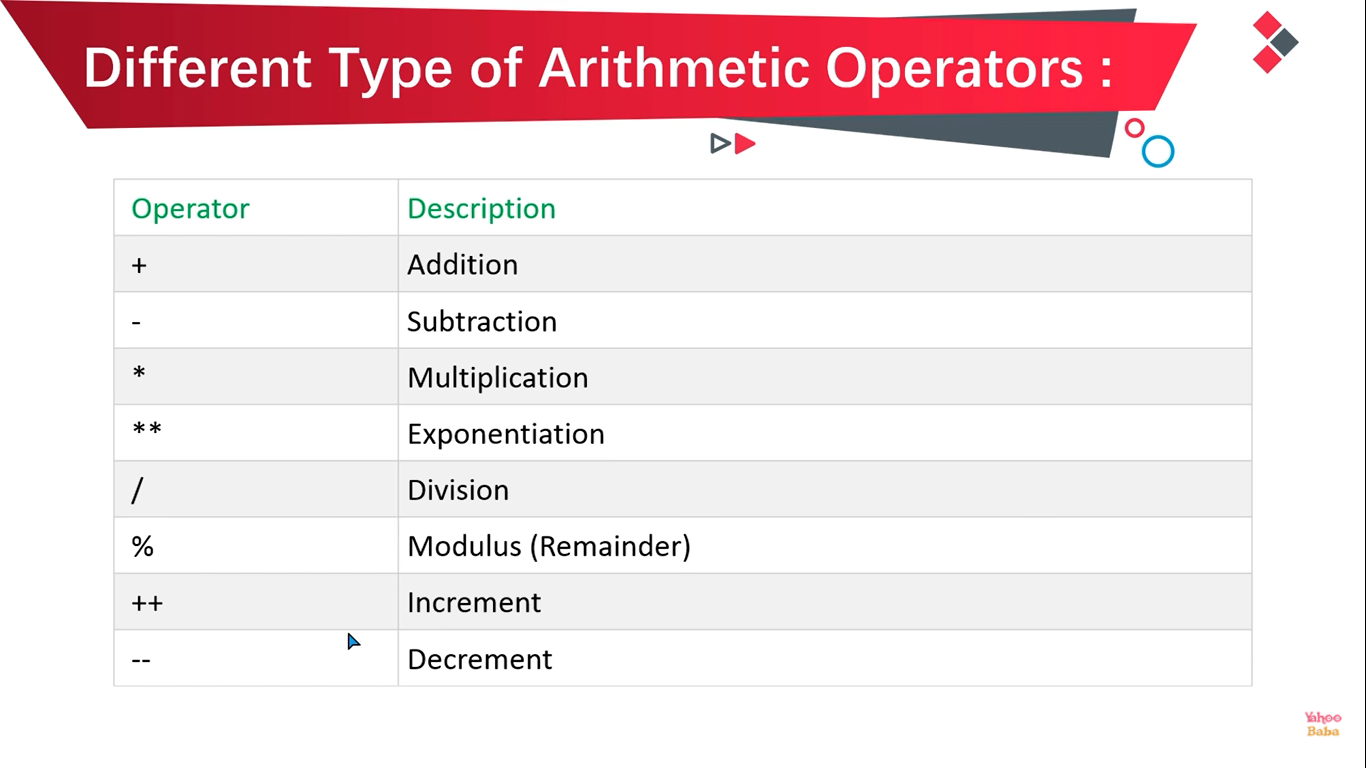 Different Type of Arithmetic Operators :
Operator Description
+ Addition
- Subtraction
* Multiplication
** Exponentiation
/ Division
% Modulus (Remainder)
++ Increment
-- Decrement
Yahoo
Baba